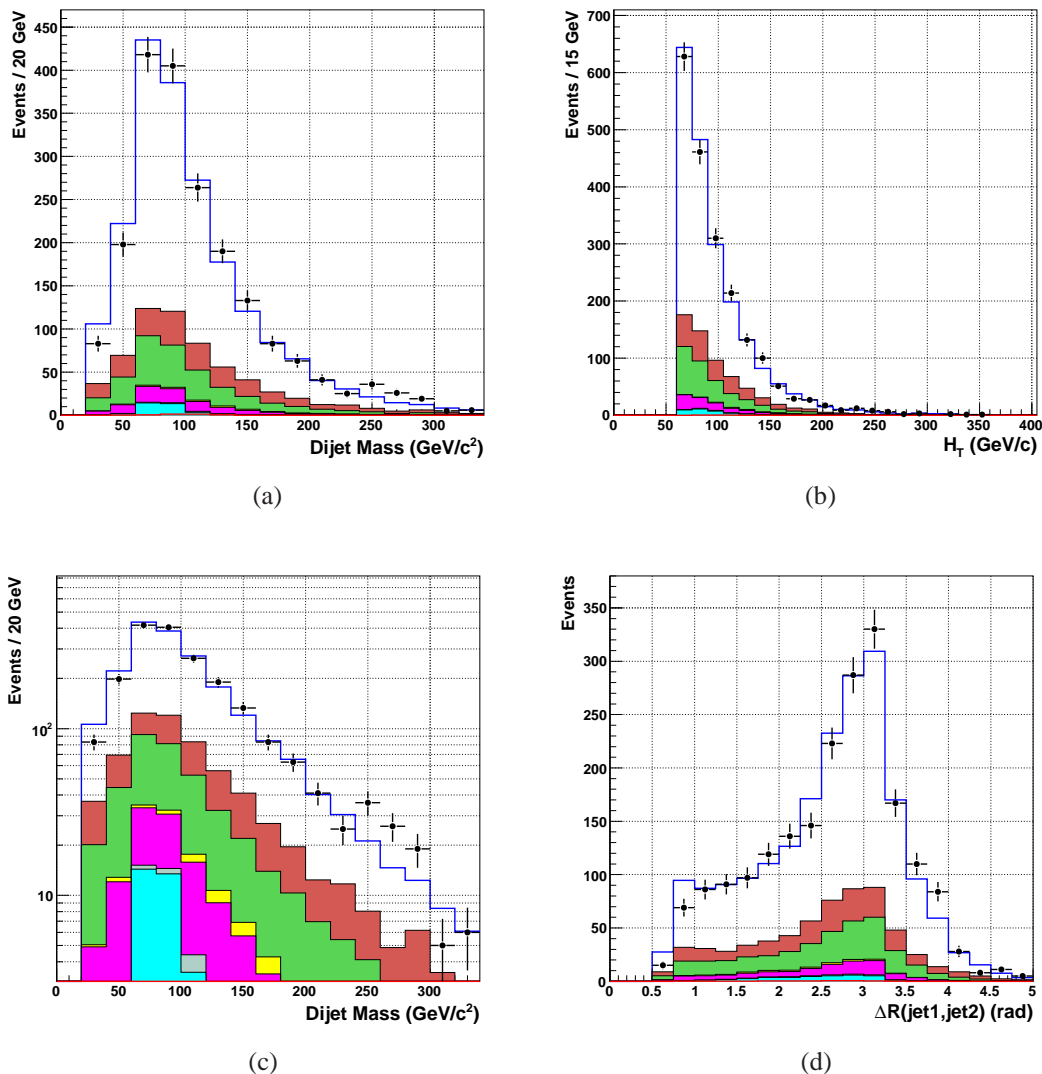 Events / 20 GeV
450
400
350
300
250
200
150
100
50
0
0 50 100 150 200 250 300
Dijet Mass (GeV/c²)
(a)
Events / 15 GeV
700
600
500
400
300
200
100
0
0 50 100 150 200 250 300 350 400
H_T (GeV/c)
(b)
Events / 20 GeV
10²
10
0 50 100 150 200 250 300
Dijet Mass (GeV/c²)
(c)
Events
350
300
250
200
150
100
50
0
0 0.5 1 1.5 2 2.5 3 3.5 4 4.5 5
ΔR(jet1,jet2) (rad)
(d)